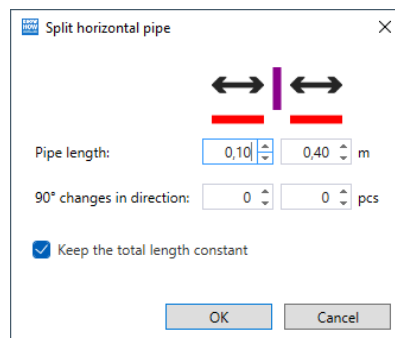 Split horizontal pipe
Pipe length: 0,10 0,40 m
90° changes in direction: 0 0 pcs
Keep the total length constant
OK Cancel